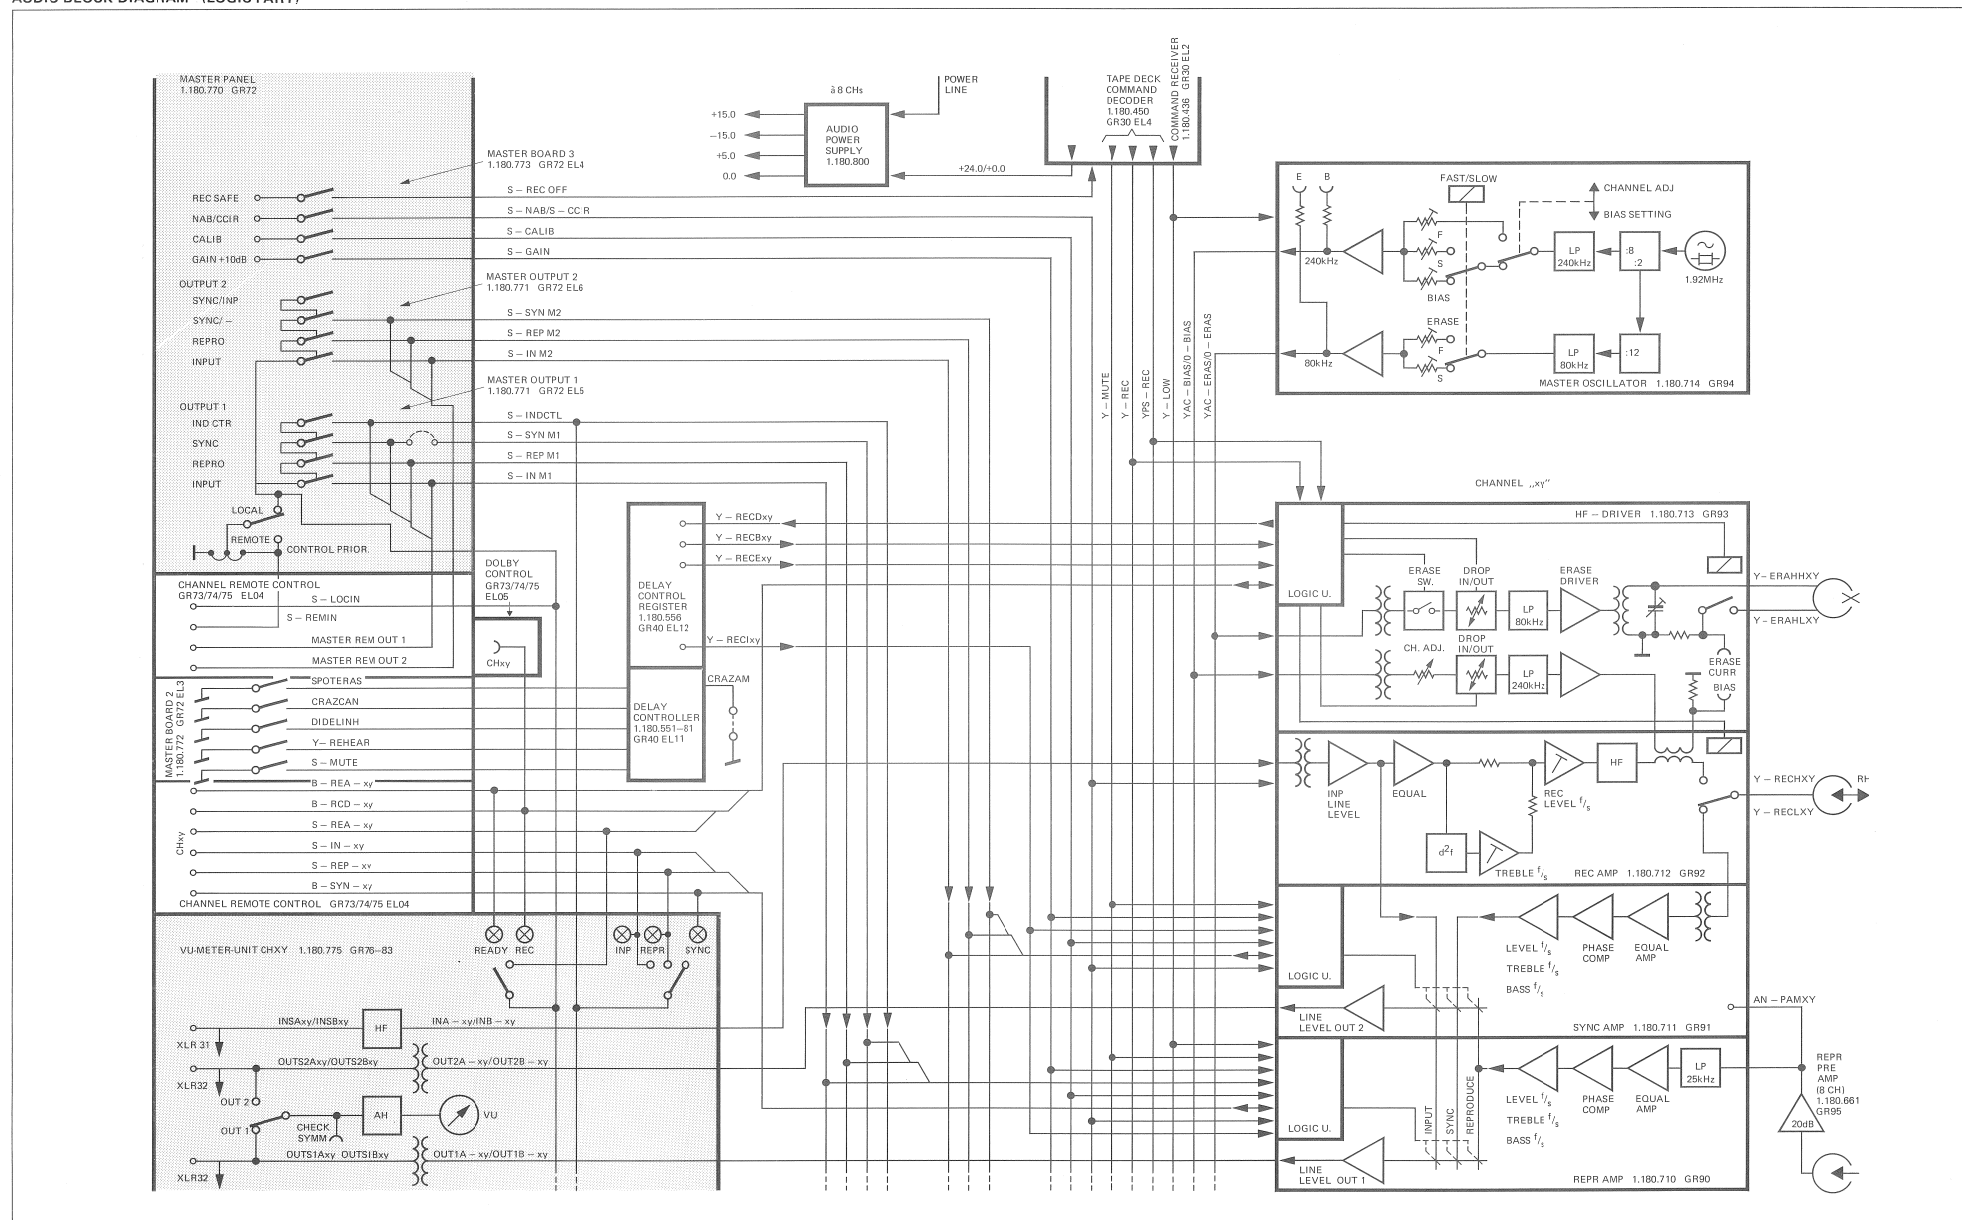 AUDIO BLOCK DIAGRAM (LOGIC PART)
MASTER PANEL
1.180.770 GR72
MASTER BOARD 3
1.180.773 GR72 EL4
REC SAFE
NAB/CCIR
CALIB
GAIN +10dB
S – REC OFF
S – NAB/S – CCIR
S – CALIB
S – GAIN
OUTPUT 2
SYNC/INP
SYNC/ –
REPRO
INPUT
MASTER OUTPUT 2
1.180.771 GR72 EL6
S – SYN M2
S – REP M2
S – IN M2
MASTER OUTPUT 1
1.180.771 GR72 EL5
OUTPUT 1
IND CTR
SYNC
REPRO
INPUT
S – INDCTL
S – SYN M1
S – REP M1
S – IN M1
LOCAL
REMOTE
CONTROL PRIOR.
CHANNEL REMOTE CONTROL
GR73/74/75 EL04
S – LOCIN
S – REMIN
MASTER REM OUT 1
MASTER REM OUT 2
DOLBY
CONTROL
GR73/74/75
EL05
CHxy
MASTER BOARD 2
1.180.772 GR72 EL3
SPOTERAS
CRAZCAN
DIDELINH
Y– REHEAR
S – MUTE
CHxy
B – REA – xy
B – RCD – xy
S – REA – xy
S – IN – xy
S – REP – xy
B – SYN – xy
CHANNEL REMOTE CONTROL GR73/74/75 EL04
VU-METER-UNIT CHXY 1.180.775 GR76–83
READY
REC
INP
REPR
SYNC
INSAxy/INSBxy
HF
INA – xy/INB – xy
XLR 31
OUTS2Axy/OUTS2Bxy
OUT2A – xy/OUT2B – xy
XLR32
OUT 2
OUT 1
CHECK
SYMM
AH
VU
OUTS1Axy OUTS1Bxy
OUT1A – xy/OUT1B – xy
XLR32
à 8 CHs
+15.0
–15.0
+5.0
0.0
AUDIO
POWER
SUPPLY
1.180.800
POWER
LINE
+24.0/+0.0
TAPE DECK
COMMAND
DECODER
1.180.450
GR30 EL4
COMMAND RECEIVER
1.180.436 GR30 EL2
DELAY
CONTROL
REGISTER
1.180.556
GR40 EL12
Y – RECDxy
Y – RECBxy
Y – RECExy
Y – RECIxy
DELAY
CONTROLLER
1.180.551–81
GR40 EL11
CRAZAM
Y – MUTE
Y – REC
YPS – REC
Y – LOW
YAC – BIAS/0 – BIAS
YAC – ERAS/0 – ERAS
E
B
FAST/SLOW
CHANNEL ADJ
BIAS SETTING
240kHz
F
S
BIAS
LP
240kHz
:8
:2
1.92MHz
ERASE
F
S
80kHz
LP
80kHz
:12
MASTER OSCILLATOR 1.180.714 GR94
CHANNEL „xy“
HF – DRIVER 1.180.713 GR93
LOGIC U.
ERASE
SW.
DROP
IN/OUT
LP
80kHz
ERASE
DRIVER
CH. ADJ.
DROP
IN/OUT
LP
240kHz
ERASE
CURR
BIAS
Y– ERAHHXY
Y – ERAHLXY
INP
LINE
LEVEL
EQUAL
REC
LEVEL f/s
HF
d²f
TREBLE f/s
REC AMP 1.180.712 GR92
Y – RECHXY
Y – RECLXY
RH
LOGIC U.
LEVEL f/s
TREBLE f/s
BASS f/s
PHASE
COMP
EQUAL
AMP
LINE
LEVEL OUT 2
SYNC AMP 1.180.711 GR91
AN – PAMXY
LOGIC U.
INPUT
SYNC
REPRODUCE
LEVEL f/s
TREBLE f/s
BASS f/s
PHASE
COMP
EQUAL
AMP
LP
25kHz
LINE
LEVEL OUT 1
REPR AMP 1.180.710 GR90
REPR
PRE
AMP
(8 CH)
1.180.661
GR95
20dB